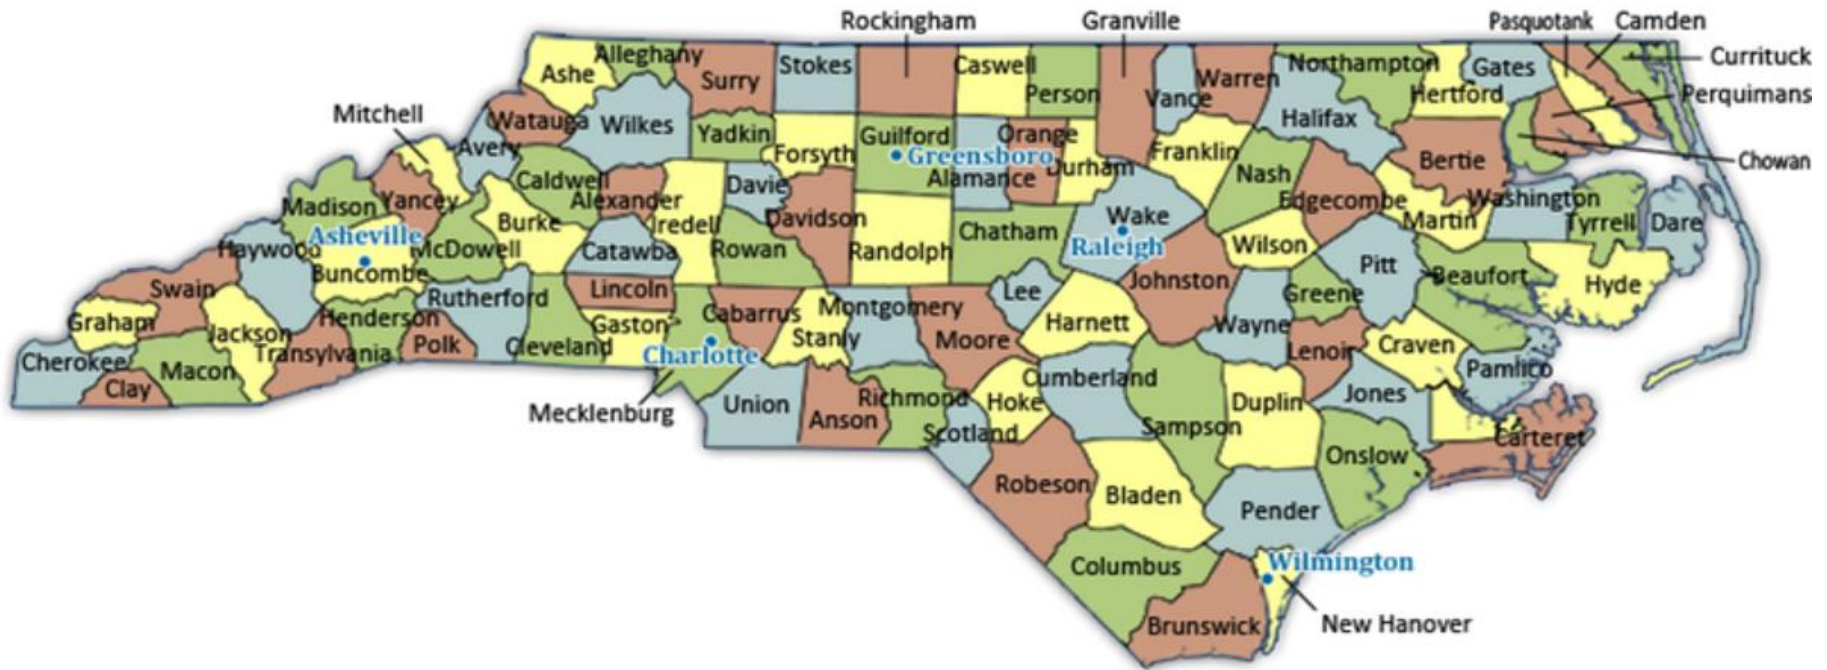 Rockingham
Granville
Pasquotank
Camden
Alleghany
Ashe
Surry
Stokes
Caswell
Person
Vance
Warren
Northampton
Hertford
Gates
Currituck
Perquimans
Mitchell
Watauga
Wilkes
Avery
Yadkin
Forsyth
Guilford
Greensboro
Orange
Alamance
Durham
Franklin
Halifax
Bertie
Chowan
Caldwell
Alexander
Davie
Nash
Edgecombe
Martin
Washington
Tyrrell
Dare
Madison
Yancey
Burke
Iredell
Davidson
Randolph
Chatham
Wake
Raleigh
Wilson
Pitt
Beaufort
Hyde
Haywood
Asheville
Buncombe
McDowell
Catawba
Rowan
Lee
Johnston
Greene
Swain
Rutherford
Lincoln
Cabarrus
Montgomery
Graham
Jackson
Henderson
Gaston
Stanly
Moore
Harnett
Wayne
Lenoir
Craven
Pamlico
Cherokee
Macon
Transylvania
Polk
Cleveland
Charlotte
Clay
Mecklenburg
Union
Anson
Richmond
Scotland
Hoke
Cumberland
Sampson
Duplin
Jones
Carteret
Onslow
Robeson
Bladen
Pender
Columbus
Wilmington
Brunswick
New Hanover